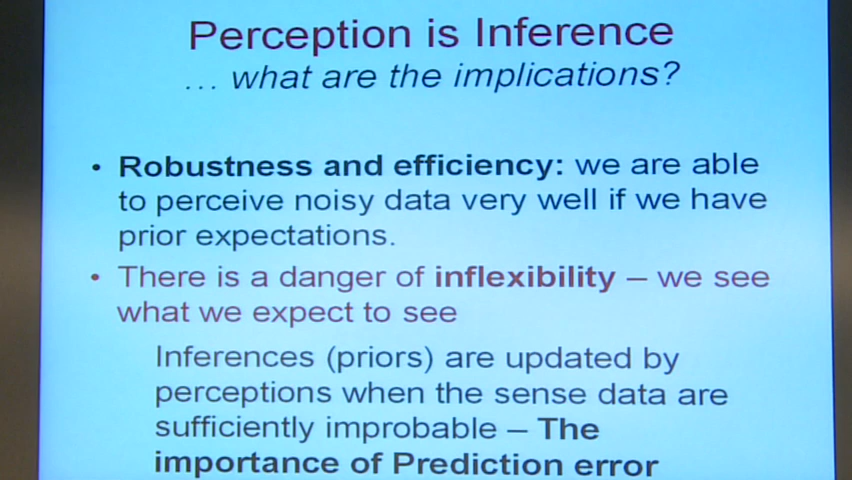 Perception is Inference
... what are the implications?
• Robustness and efficiency: we are able
to perceive noisy data very well if we have
prior expectations.
• There is a danger of inflexibility – we see
what we expect to see
Inferences (priors) are updated by
perceptions when the sense data are
sufficiently improbable – The
importance of Prediction error